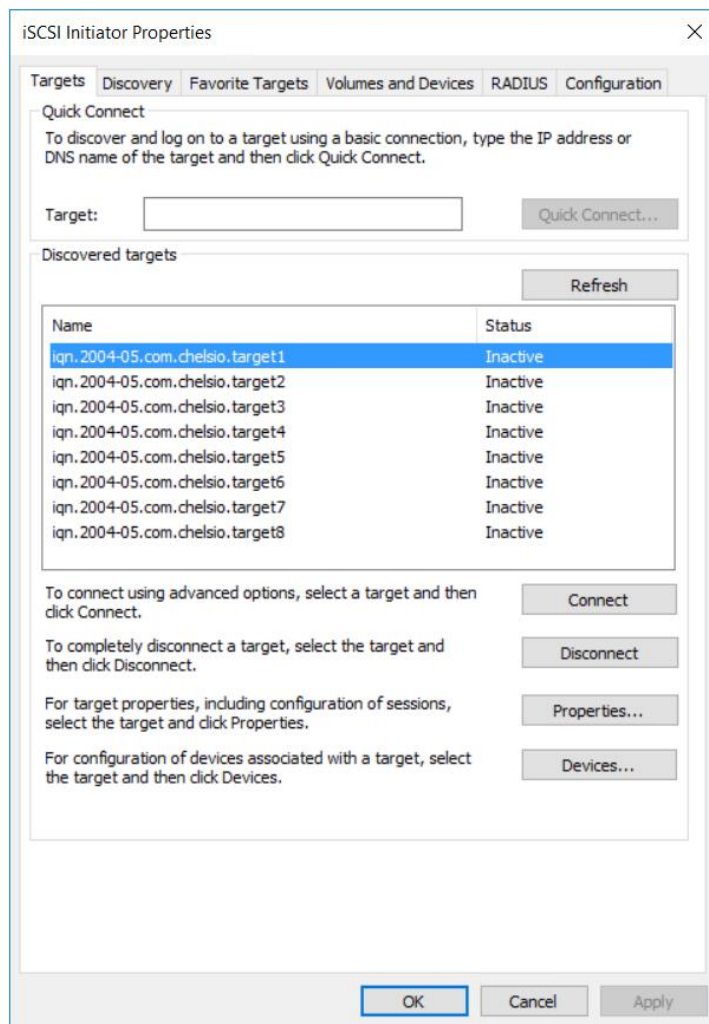 iSCSI Initiator Properties
Targets Discovery Favorite Targets Volumes and Devices RADIUS Configuration
Quick Connect
To discover and log on to a target using a basic connection, type the IP address or
DNS name of the target and then click Quick Connect.
Target: Quick Connect...
Discovered targets
Refresh
Name Status
iqn.2004-05.com.chelsio.target1 Inactive
iqn.2004-05.com.chelsio.target2 Inactive
iqn.2004-05.com.chelsio.target3 Inactive
iqn.2004-05.com.chelsio.target4 Inactive
iqn.2004-05.com.chelsio.target5 Inactive
iqn.2004-05.com.chelsio.target6 Inactive
iqn.2004-05.com.chelsio.target7 Inactive
iqn.2004-05.com.chelsio.target8 Inactive
To connect using advanced options, select a target and then
click Connect.
Connect
To completely disconnect a target, select the target and
then click Disconnect.
Disconnect
For target properties, including configuration of sessions,
select the target and click Properties.
Properties...
For configuration of devices associated with a target, select
the target and then click Devices.
Devices...
OK Cancel Apply